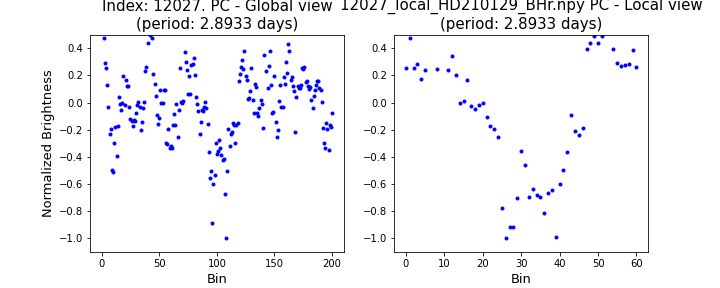 Index: 12027. PC - Global view
(period: 2.8933 days)
12027_local_HD210129_BHr.npy PC - Local view
(period: 2.8933 days)
Normalized Brightness
0.4
0.2
0.0
−0.2
−0.4
−0.6
−0.8
−1.0
0 50 100 150 200
Bin
0.4
0.2
0.0
−0.2
−0.4
−0.6
−0.8
−1.0
0 10 20 30 40 50 60
Bin